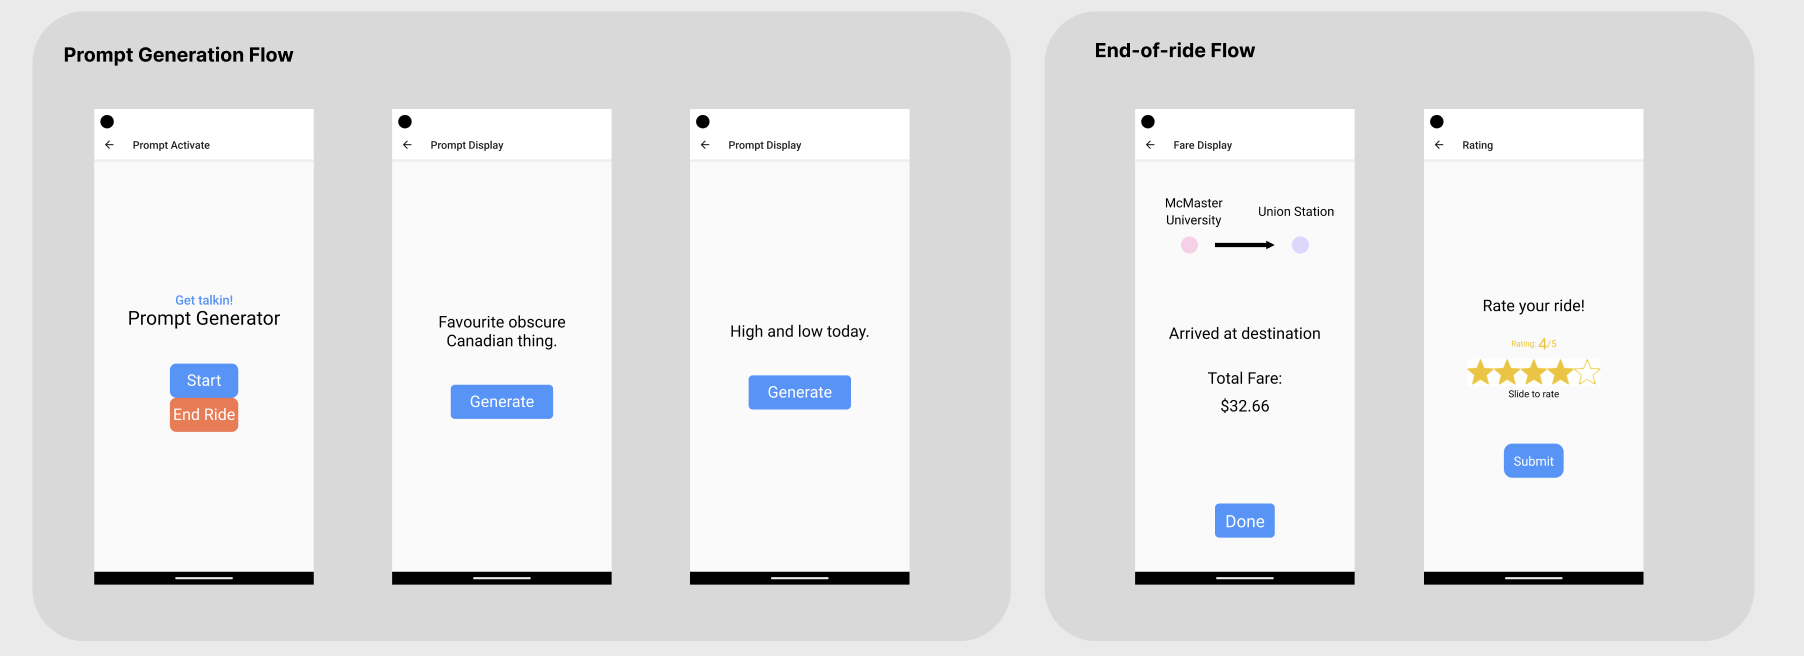 Prompt Generation Flow
Prompt Activate
Get talkin!
Prompt Generator
Start
End Ride
Prompt Display
Favourite obscure
Canadian thing.
Generate
Prompt Display
High and low today.
Generate
End-of-ride Flow
Fare Display
McMaster
University
Union Station
Arrived at destination
Total Fare:
$32.66
Done
Rating
Rate your ride!
Rating: 4/5
Slide to rate
Submit